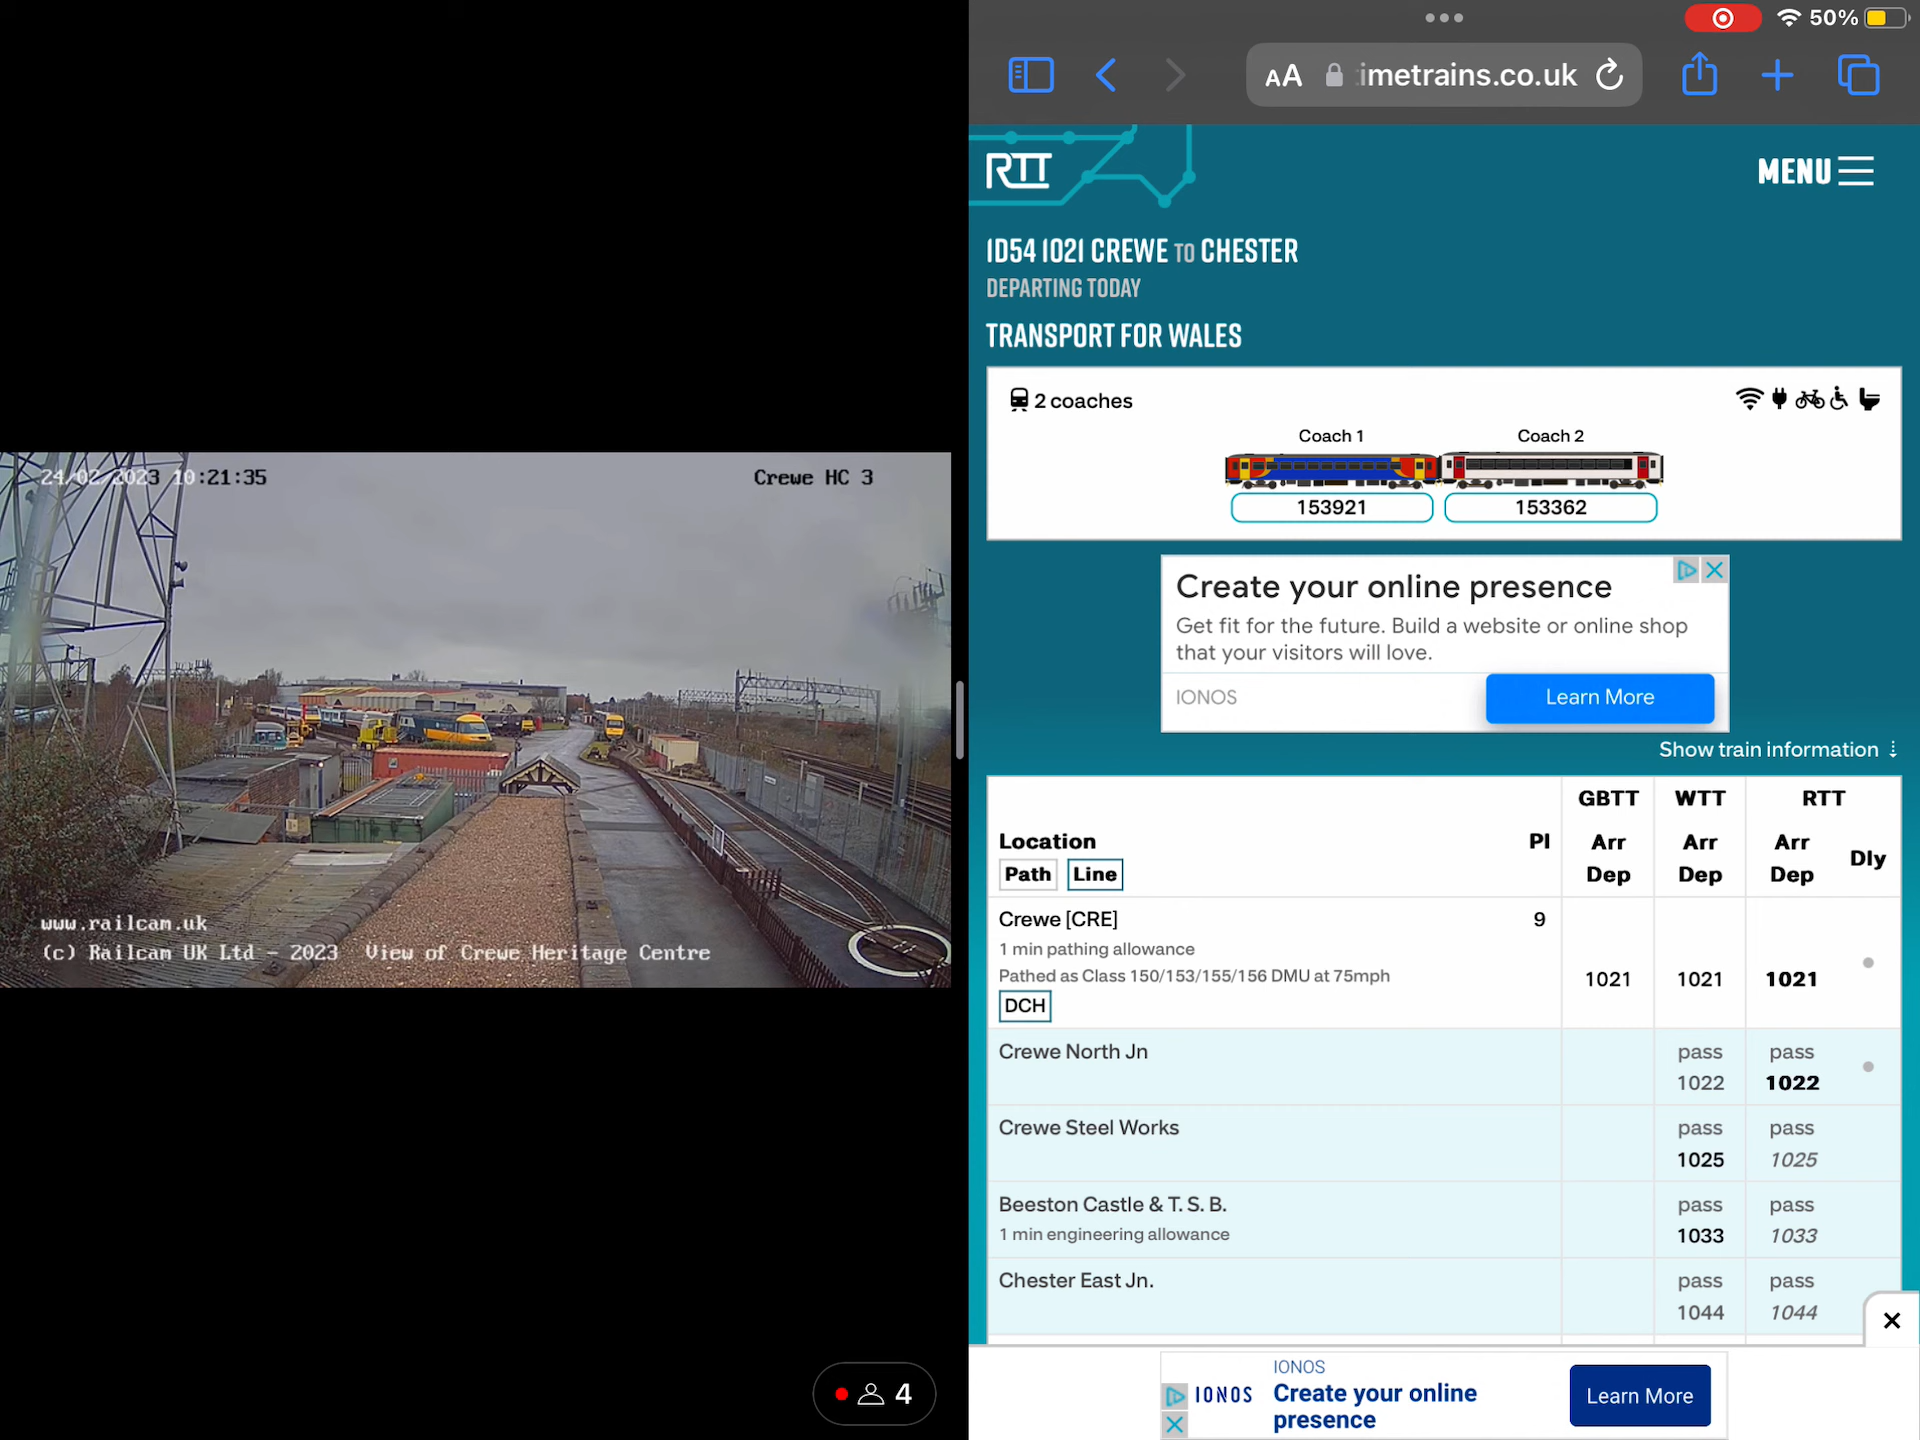 24/02/2023 10:21:35
Crewe HC 3
www.railcam.uk
(c) Railcam UK Ltd - 2023 View of Crewe Heritage Centre
4
50%
AA
imetrains.co.uk
RTT
MENU
1D54 1021 CREWE TO CHESTER
DEPARTING TODAY
TRANSPORT FOR WALES
2 coaches
Coach 1
Coach 2
153921
153362
Create your online presence
Get fit for the future. Build a website or online shop
that your visitors will love.
IONOS
Learn More
Show train information
GBTT WTT RTT
Location Pl Arr Arr Arr Dly
Path Line Dep Dep Dep
Crewe [CRE] 9
1 min pathing allowance
Pathed as Class 150/153/155/156 DMU at 75mph 1021 1021 1021
DCH
Crewe North Jn pass pass
1022 1022
Crewe Steel Works pass pass
1025 1025
Beeston Castle & T. S. B. pass pass
1 min engineering allowance 1033 1033
Chester East Jn. pass pass
1044 1044
IONOS
IONOS Create your online
presence
Learn More